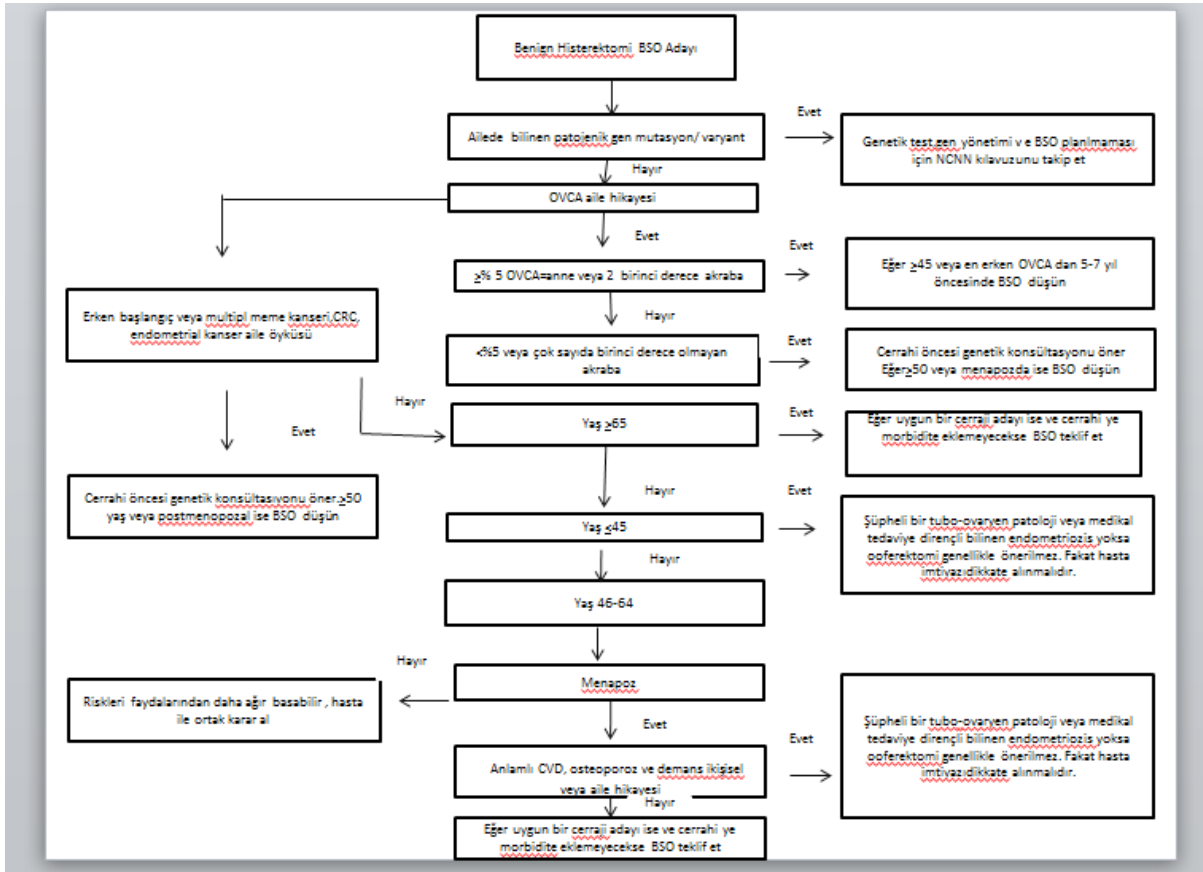 Benign Histerektomi BSO Adayı
Evet
Ailede bilinen patojenik gen mutasyon/ varyant
Genetik test,gen yönetimi v e BSO planlmaması
için NCNN kılavuzunu takip et
Hayır
OVCA aile hikayesi
Evet
Evet
≥% 5 OVCA=anne veya 2 birinci derece akraba
Eğer ≥45 veya en erken OVCA dan 5-7 yıl
öncesinde BSO düşün
Erken başlangıç veya multipl meme kanseri,CRC,
endometrial kanser aile öyküsü
Hayır
Evet
<%5 veya çok sayıda birinci derece olmayan
akraba
Cerrahi öncesi genetik konsültasyonu öner
Eğer≥50 veya menapozda ise BSO düşün
Hayır
Evet
Yaş ≥65
Evet
Eğer uygun bir cerraji adayı ise ve cerrahi ye
morbidite eklemeyecekse BSO teklif et
Cerrahi öncesi genetik konsültasıyonu öner.≥50
yaş veya postmenopozal ise BSO düşün
Hayır
Evet
Yaş ≤45
Şüpheli bir tubo-ovaryen patoloji veya medikal
tedaviye dirençli bilinen endometriozis yoksa
ooferektomi genellikle önerilmez. Fakat hasta
imtiyazıdikkate alınmalıdır.
Hayır
Yaş 46-64
Hayır
Menapoz
Riskleri faydalarından daha ağır basabilir , hasta
ile ortak karar al
Evet
Evet
Şüpheli bir tubo-ovaryen patoloji veya medikal
tedaviye dirençli bilinen endometriozis yoksa
ooferektomi genellikle önerilmez. Fakat hasta
imtiyazıdikkate alınmalıdır.
Anlamlı CVD, osteoporoz ve demans ikişisel
veya aile hikayesi
Hayır
Eğer uygun bir cerraji adayı ise ve cerrahi ye
morbidite eklemeyecekse BSO teklif et